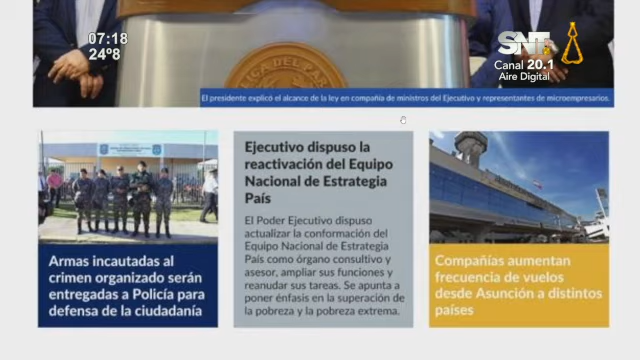 07:18
24°8
SNT
Canal 20.1
Aire Digital
El presidente explicó el alcance de la ley en compañía de ministros del Ejecutivo y representantes de microempresarios.
Armas incautadas al
crimen organizado serán
entregadas a Policía para
defensa de la ciudadanía
Ejecutivo dispuso la
reactivación del Equipo
Nacional de Estrategia
País
El Poder Ejecutivo dispuso
actualizar la conformación del
Equipo Nacional de Estrategia
País como órgano consultivo y
asesor, ampliar sus funciones y
reanudar sus tareas. Se apunta a
poner énfasis en la superación de
la pobreza y la pobreza extrema.
Compañías aumentan
frecuencia de vuelos
desde Asunción a distintos
países